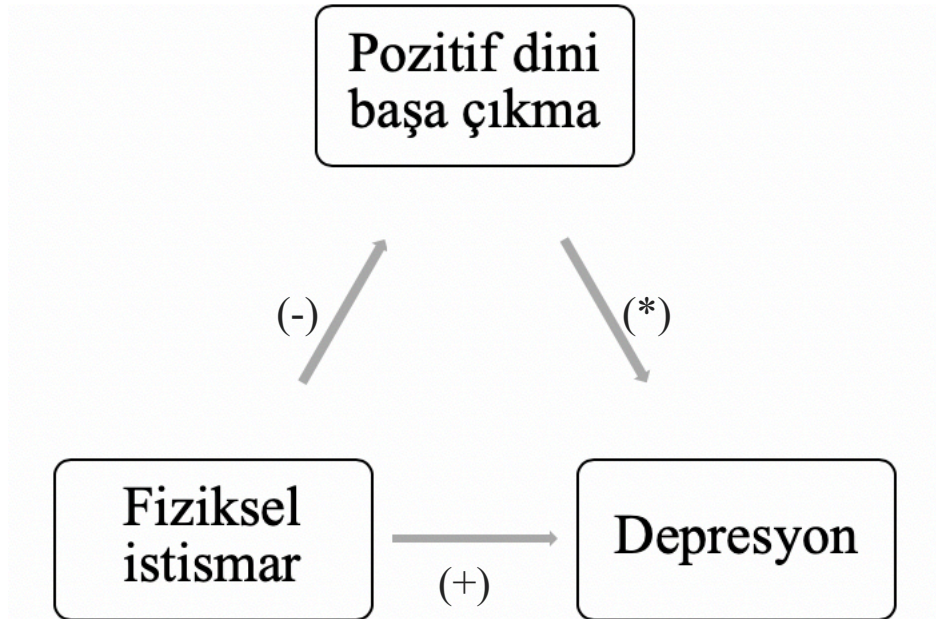 Pozitif dini
başa çıkma
(-)
(*)
Fiziksel
istismar
(+)
Depresyon